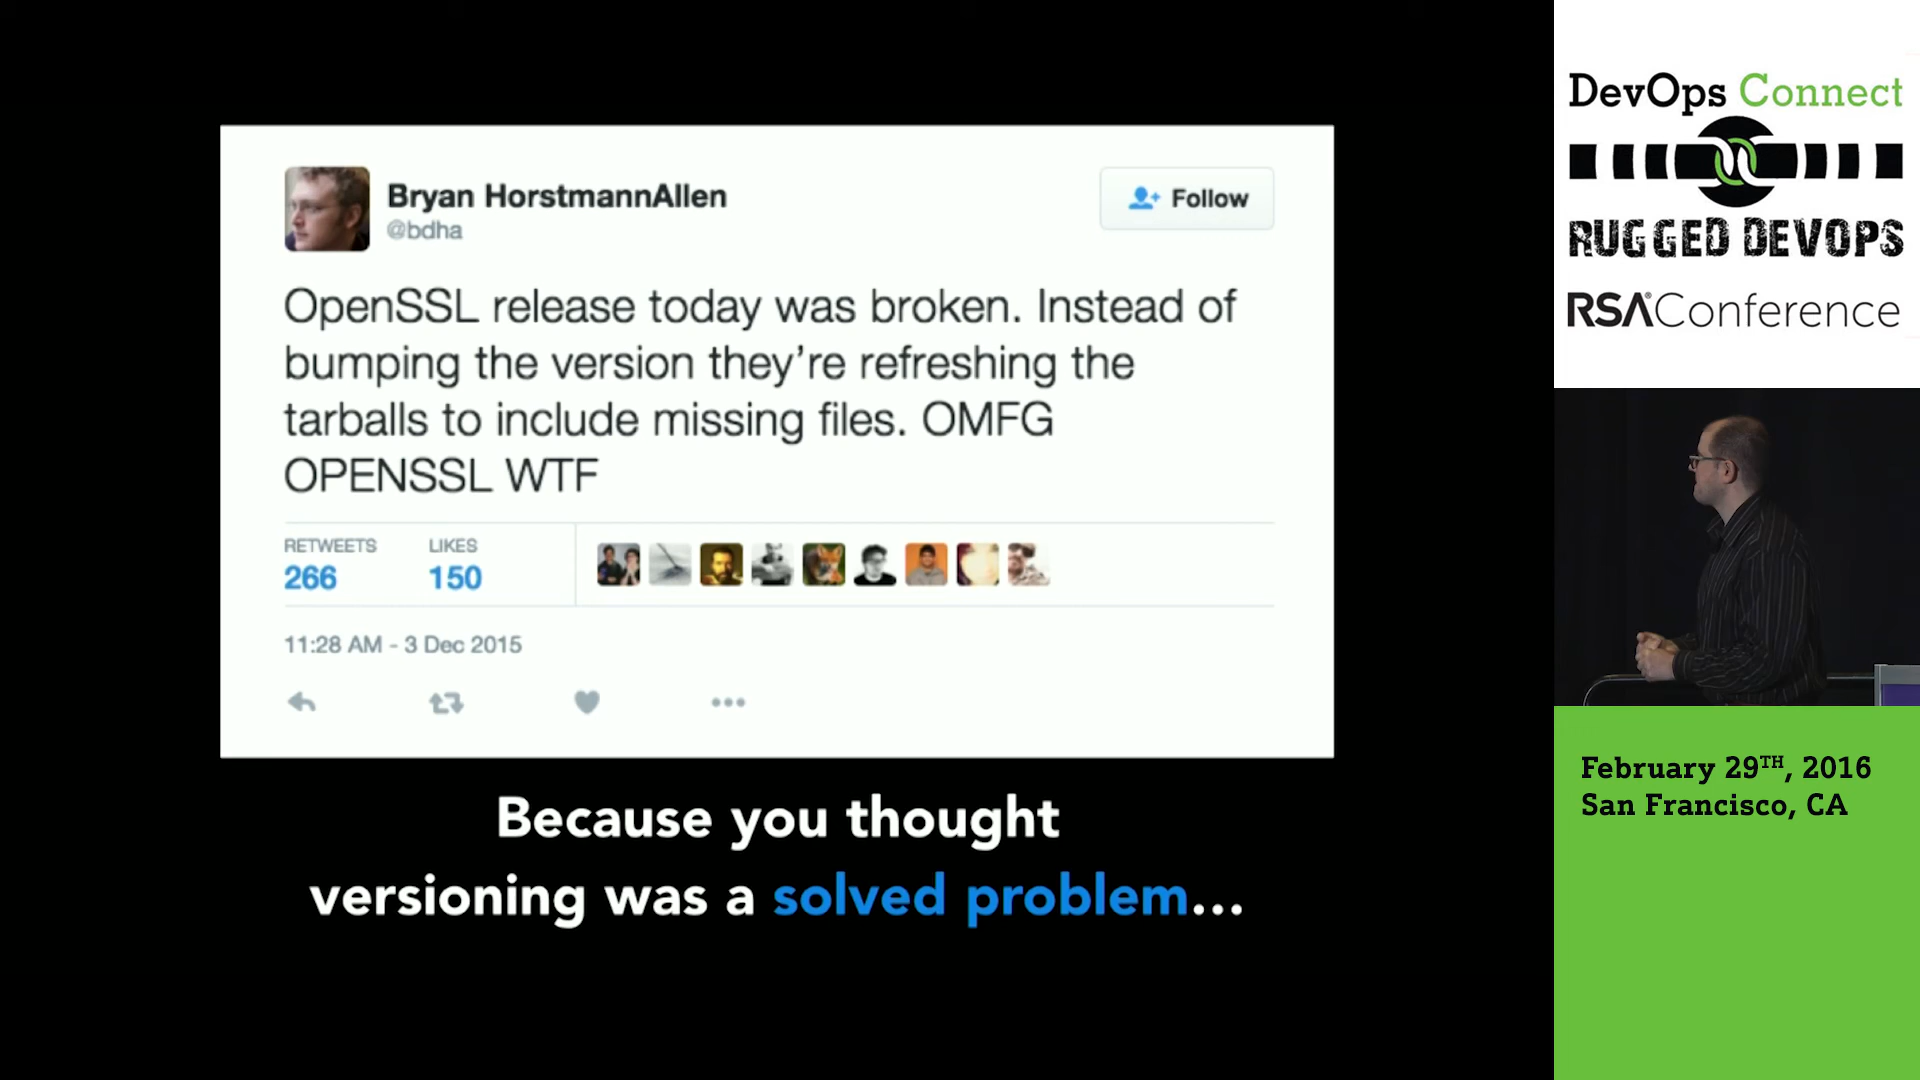 Bryan HorstmannAllen
@bdha
Follow
OpenSSL release today was broken. Instead of
bumping the version they're refreshing the
tarballs to include missing files. OMFG
OPENSSL WTF
RETWEETS LIKES
266 150
11:28 AM - 3 Dec 2015
Because you thought
versioning was a solved problem...
DevOps Connect
RUGGED DEVOPS
RSAConference
February 29TH, 2016
San Francisco, CA